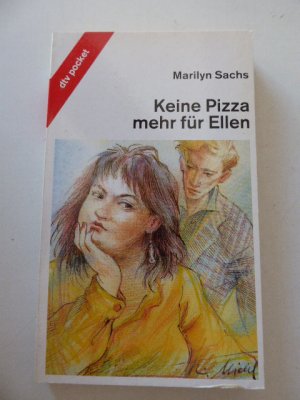 dtv pocket
Marilyn Sachs
Keine Pizza
mehr für Ellen